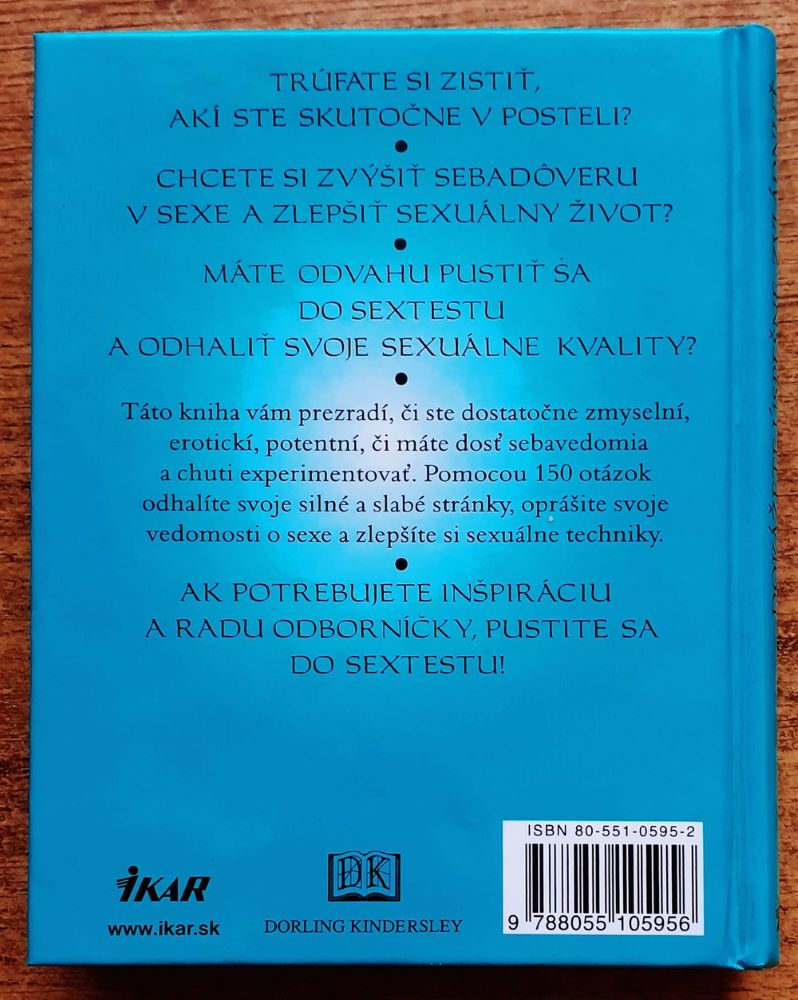 TRÚFATE SI ZISTIŤ,
AKÍ STE SKUTOČNE V POSTELI?
•
CHCETE SI ZVÝŠIŤ SEBADÔVERU
V SEXE A ZLEPŠIŤ SEXUÁLNY ŽIVOT?
•
MÁTE ODVAHU PUSTIŤ SA
DO SEXTESTU
A ODHALIŤ SVOJE SEXUÁLNE KVALITY?
•
Táto kniha vám prezradí, či ste dostatočne zmyselní,
erotickí, potentní, či máte dosť sebavedomia
a chuti experimentovať. Pomocou 150 otázok
odhalíte svoje silné a slabé stránky, oprášite svoje
vedomosti o sexe a zlepšíte si sexuálne techniky.
•
AK POTREBUJETE INŠPIRÁCIU
A RADU ODBORNÍČKY, PUSTITE SA
DO SEXTESTU!
ISBN 80-551-0595-2
9 788055 105956
IKAR
www.ikar.sk
DK
DORLING KINDERSLEY